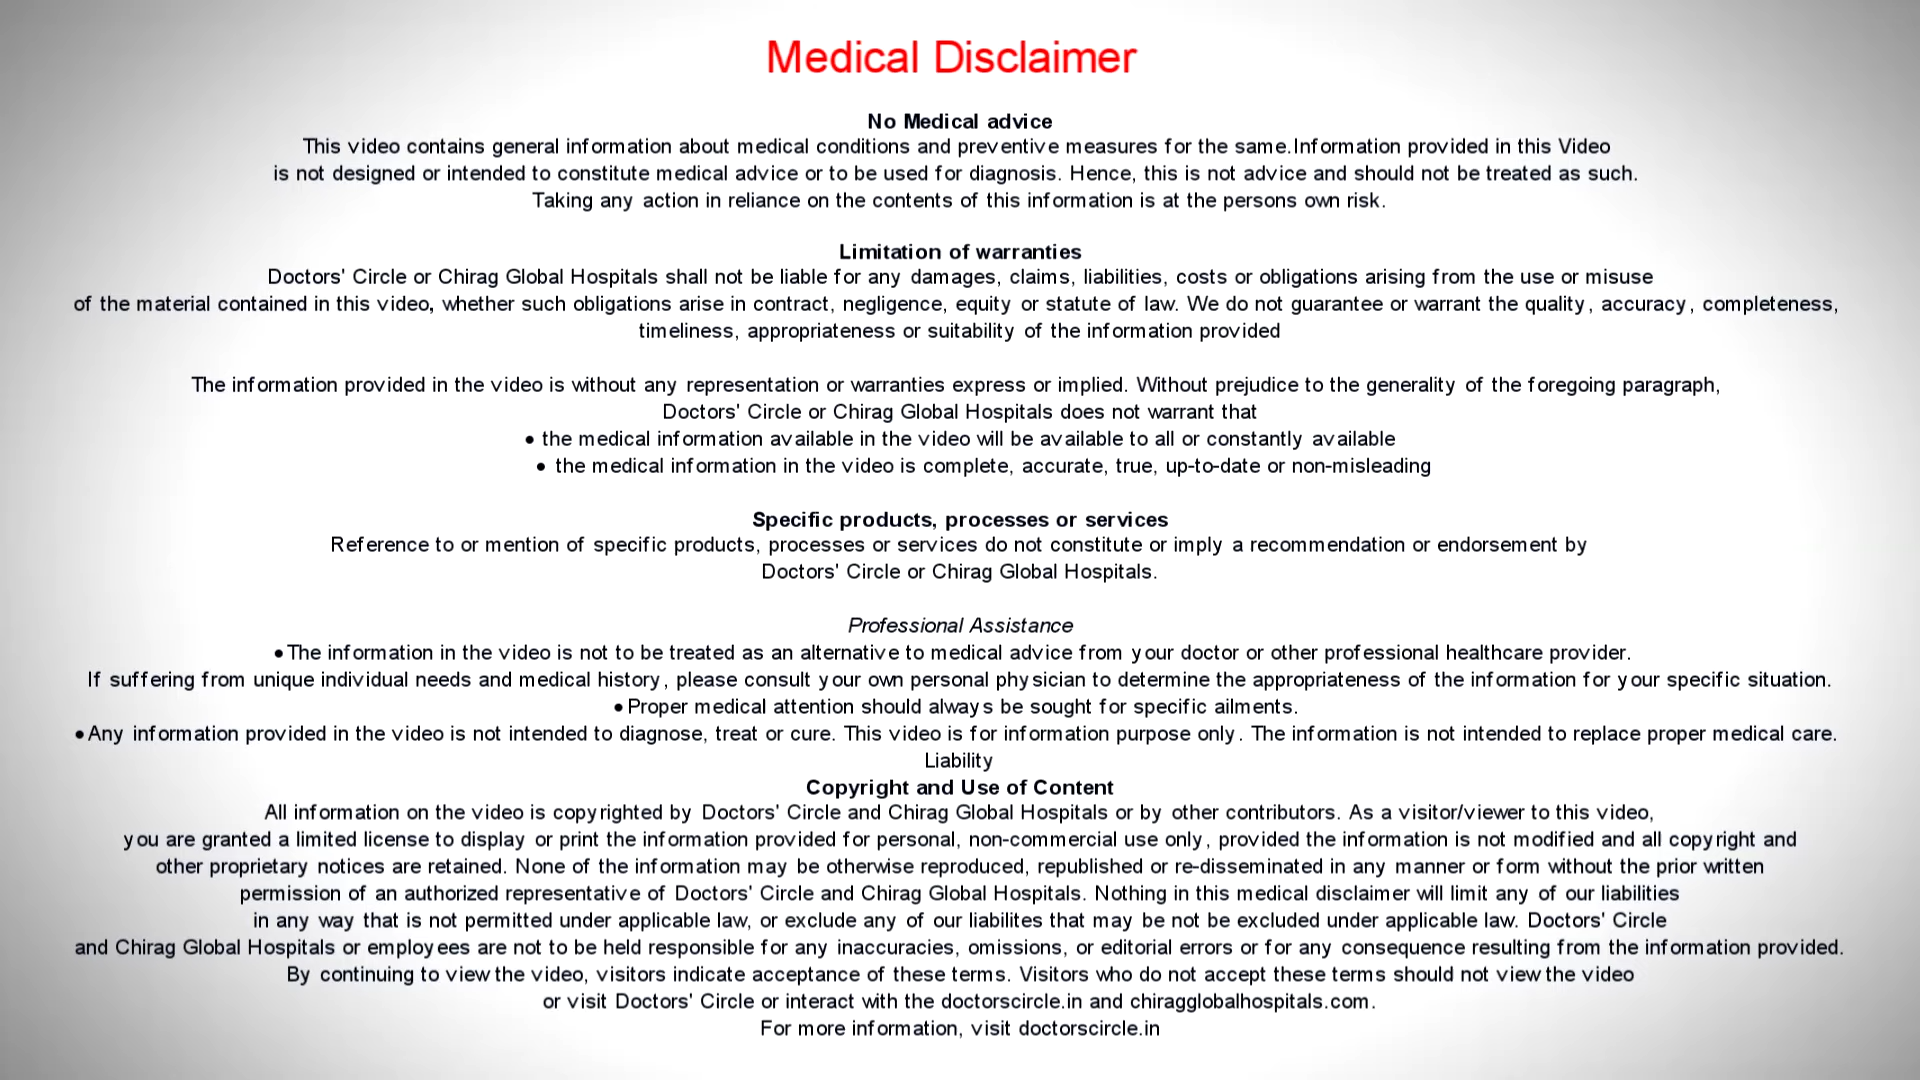 Medical Disclaimer
No Medical advice
This video contains general information about medical conditions and preventive measures for the same.Information provided in this Video
is not designed or intended to constitute medical advice or to be used for diagnosis. Hence, this is not advice and should not be treated as such.
Taking any action in reliance on the contents of this information is at the persons own risk.
Limitation of warranties
Doctors' Circle or Chirag Global Hospitals shall not be liable for any damages, claims, liabilities, costs or obligations arising from the use or misuse
of the material contained in this video, whether such obligations arise in contract, negligence, equity or statute of law. We do not guarantee or warrant the quality, accuracy, completeness,
timeliness, appropriateness or suitability of the information provided
The information provided in the video is without any representation or warranties express or implied. Without prejudice to the generality of the foregoing paragraph,
Doctors' Circle or Chirag Global Hospitals does not warrant that
• the medical information available in the video will be available to all or constantly available
• the medical information in the video is complete, accurate, true, up-to-date or non-misleading
Specific products, processes or services
Reference to or mention of specific products, processes or services do not constitute or imply a recommendation or endorsement by
Doctors' Circle or Chirag Global Hospitals.
Professional Assistance
•The information in the video is not to be treated as an alternative to medical advice from your doctor or other professional healthcare provider.
If suffering from unique individual needs and medical history, please consult your own personal physician to determine the appropriateness of the information for your specific situation.
•Proper medical attention should always be sought for specific ailments.
•Any information provided in the video is not intended to diagnose, treat or cure. This video is for information purpose only. The information is not intended to replace proper medical care.
Liability
Copyright and Use of Content
All information on the video is copyrighted by Doctors' Circle and Chirag Global Hospitals or by other contributors. As a visitor/viewer to this video,
you are granted a limited license to display or print the information provided for personal, non-commercial use only, provided the information is not modified and all copyright and
other proprietary notices are retained. None of the information may be otherwise reproduced, republished or re-disseminated in any manner or form without the prior written
permission of an authorized representative of Doctors' Circle and Chirag Global Hospitals. Nothing in this medical disclaimer will limit any of our liabilities
in any way that is not permitted under applicable law, or exclude any of our liabilites that may be not be excluded under applicable law. Doctors' Circle
and Chirag Global Hospitals or employees are not to be held responsible for any inaccuracies, omissions, or editorial errors or for any consequence resulting from the information provided.
By continuing to view the video, visitors indicate acceptance of these terms. Visitors who do not accept these terms should not view the video
or visit Doctors' Circle or interact with the doctorscircle.in and chiragglobalhospitals.com.
For more information, visit doctorscircle.in